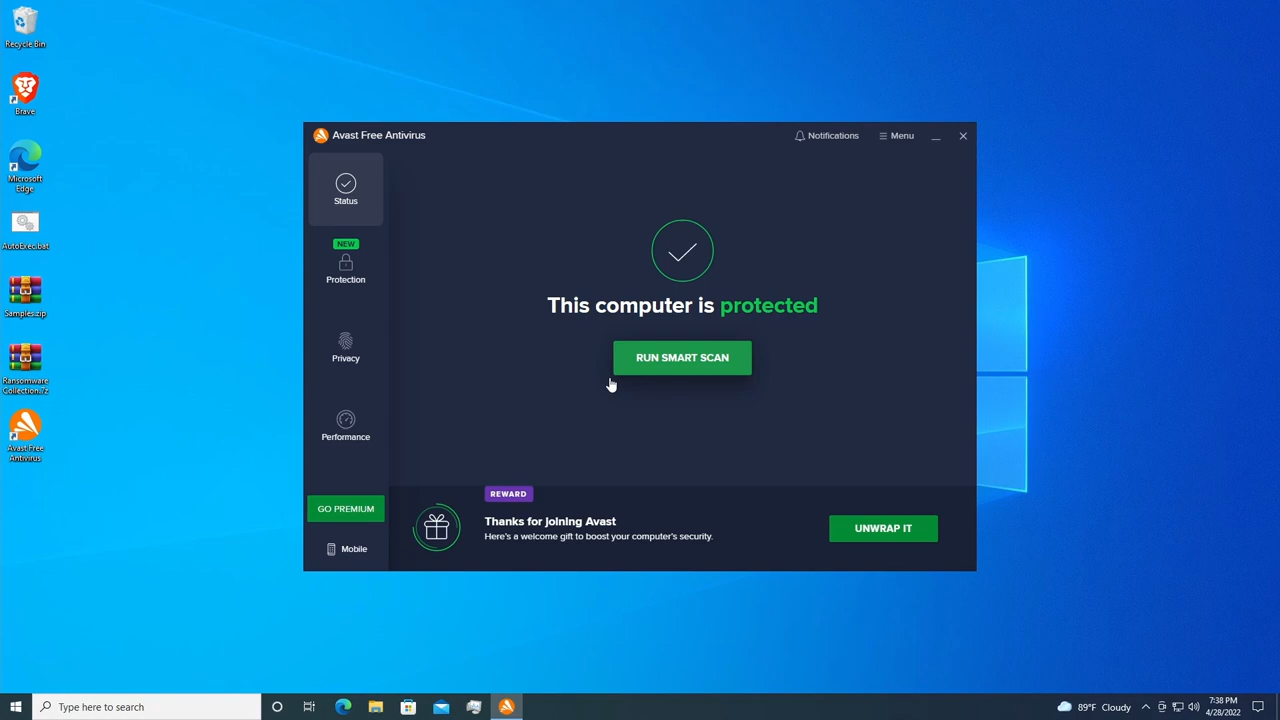 Recycle Bin
Brave
Microsoft
Edge
AutoExec.bat
Samples.zip
Ransomware
Collection.7z
Avast Free
Antivirus
Avast Free Antivirus
Notifications
Menu
Status
NEW
Protection
Privacy
Performance
GO PREMIUM
Mobile
This computer is protected
RUN SMART SCAN
REWARD
Thanks for joining Avast
Here's a welcome gift to boost your computer's security.
UNWRAP IT
Type here to search
89°F Cloudy
7:38 PM
4/28/2022